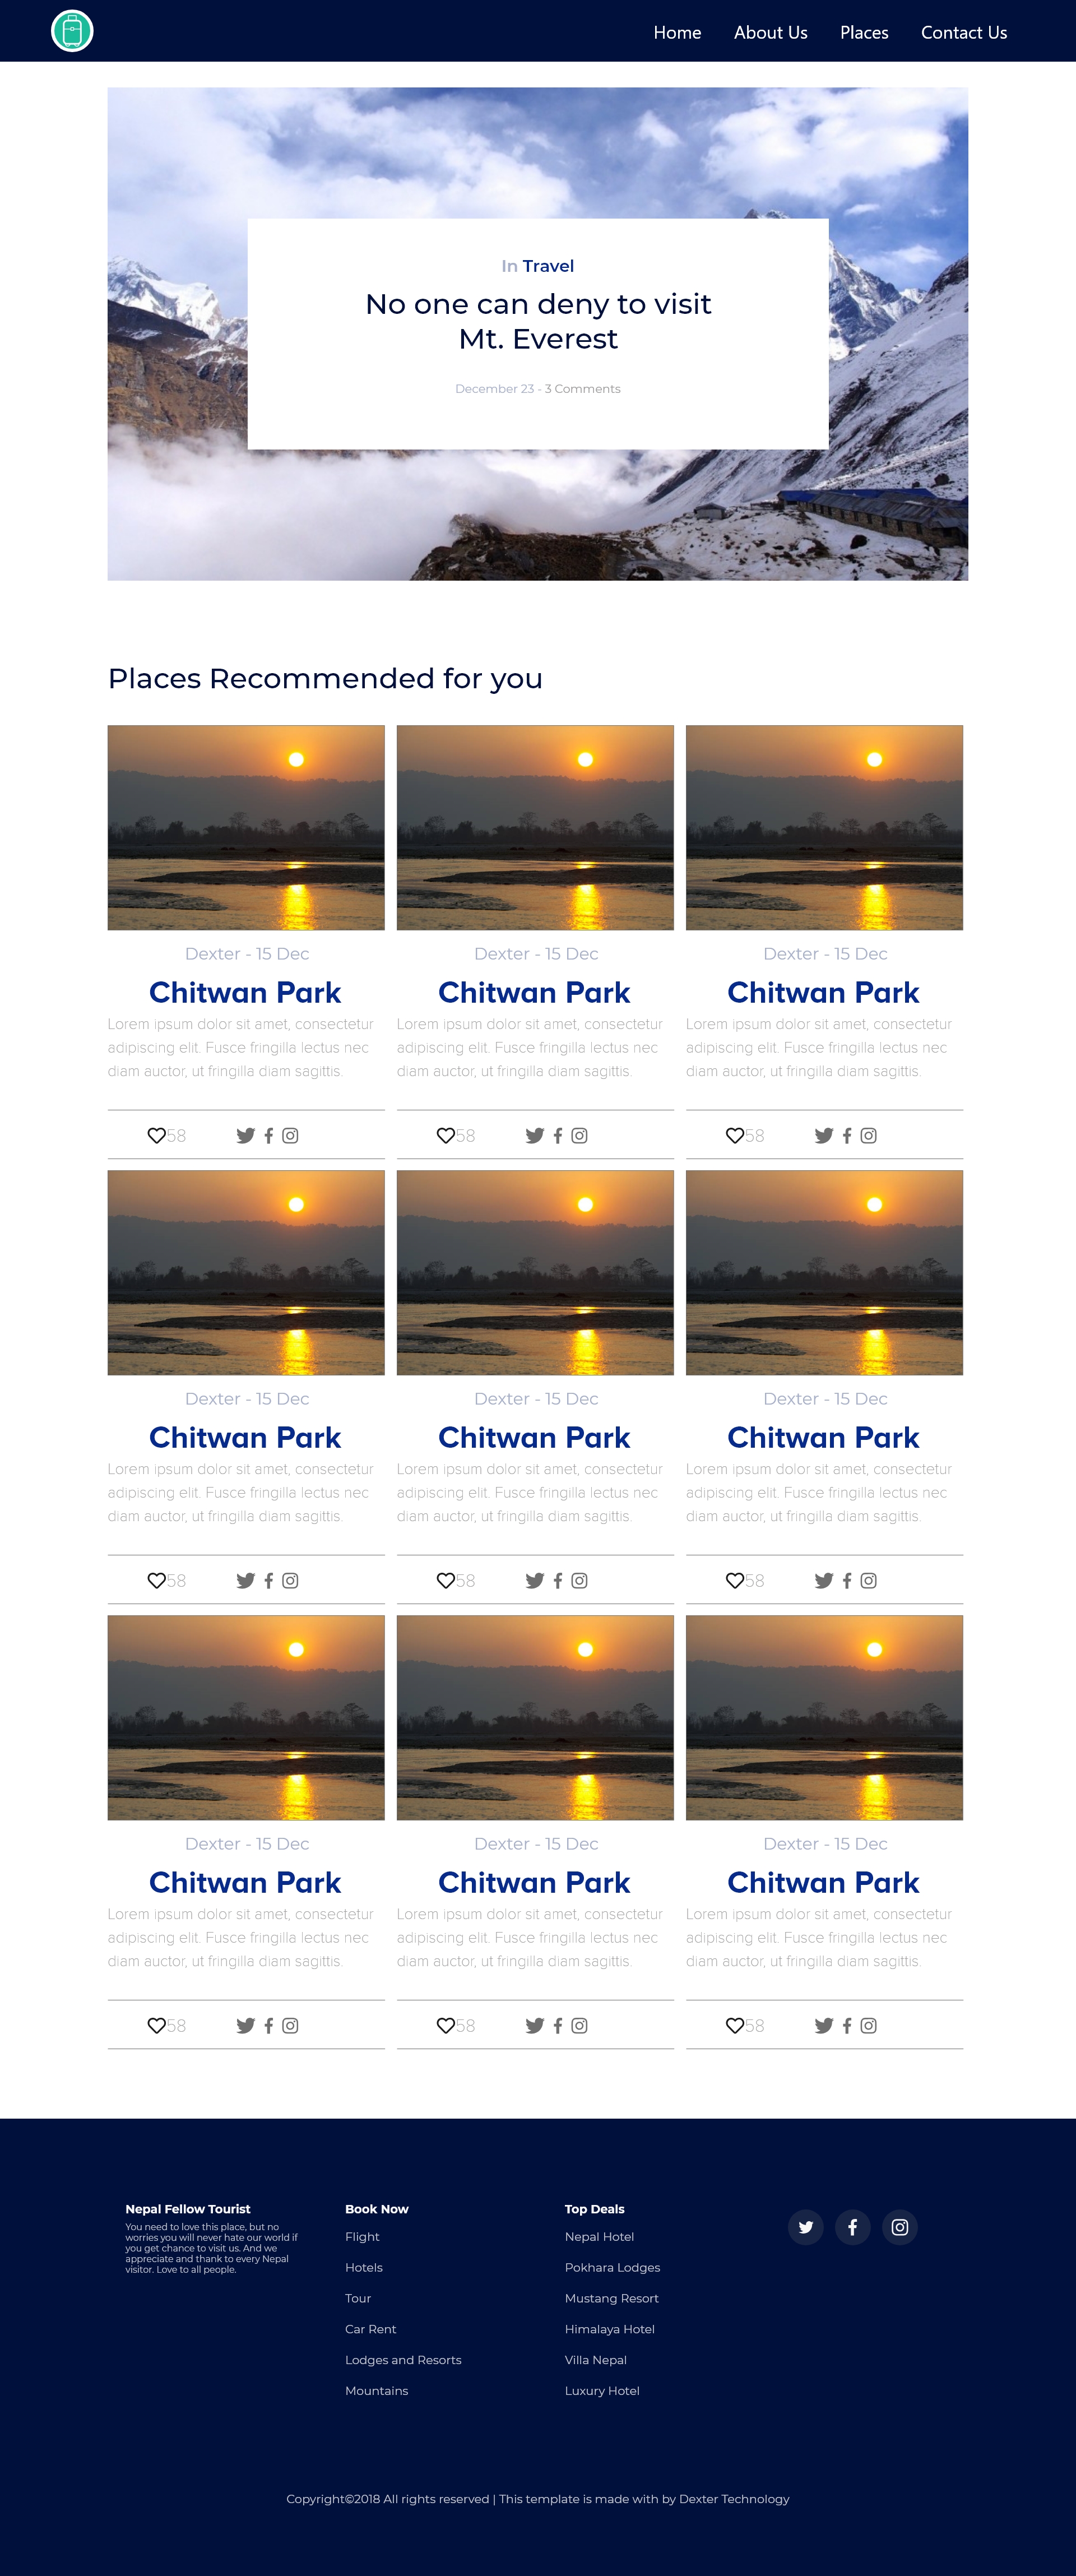 Home About Us Places Contact Us
In Travel
No one can deny to visit
Mt. Everest
December 23 - 3 Comments
Places Recommended for you
Dexter - 15 Dec
Chitwan Park
Lorem ipsum dolor sit amet, consectetur
adipiscing elit. Fusce fringilla lectus nec
diam auctor, ut fringilla diam sagittis.
58
Dexter - 15 Dec
Chitwan Park
Lorem ipsum dolor sit amet, consectetur
adipiscing elit. Fusce fringilla lectus nec
diam auctor, ut fringilla diam sagittis.
58
Dexter - 15 Dec
Chitwan Park
Lorem ipsum dolor sit amet, consectetur
adipiscing elit. Fusce fringilla lectus nec
diam auctor, ut fringilla diam sagittis.
58
Dexter - 15 Dec
Chitwan Park
Lorem ipsum dolor sit amet, consectetur
adipiscing elit. Fusce fringilla lectus nec
diam auctor, ut fringilla diam sagittis.
58
Dexter - 15 Dec
Chitwan Park
Lorem ipsum dolor sit amet, consectetur
adipiscing elit. Fusce fringilla lectus nec
diam auctor, ut fringilla diam sagittis.
58
Dexter - 15 Dec
Chitwan Park
Lorem ipsum dolor sit amet, consectetur
adipiscing elit. Fusce fringilla lectus nec
diam auctor, ut fringilla diam sagittis.
58
Dexter - 15 Dec
Chitwan Park
Lorem ipsum dolor sit amet, consectetur
adipiscing elit. Fusce fringilla lectus nec
diam auctor, ut fringilla diam sagittis.
58
Dexter - 15 Dec
Chitwan Park
Lorem ipsum dolor sit amet, consectetur
adipiscing elit. Fusce fringilla lectus nec
diam auctor, ut fringilla diam sagittis.
58
Dexter - 15 Dec
Chitwan Park
Lorem ipsum dolor sit amet, consectetur
adipiscing elit. Fusce fringilla lectus nec
diam auctor, ut fringilla diam sagittis.
58
Nepal Fellow Tourist
You need to love this place, but no
worries you will never hate our world if
you get chance to visit us. And we
appreciate and thank to every Nepal
visitor. Love to all people.
Book Now
Flight
Hotels
Tour
Car Rent
Lodges and Resorts
Mountains
Top Deals
Nepal Hotel
Pokhara Lodges
Mustang Resort
Himalaya Hotel
Villa Nepal
Luxury Hotel
Copyright©2018 All rights reserved | This template is made with by Dexter Technology